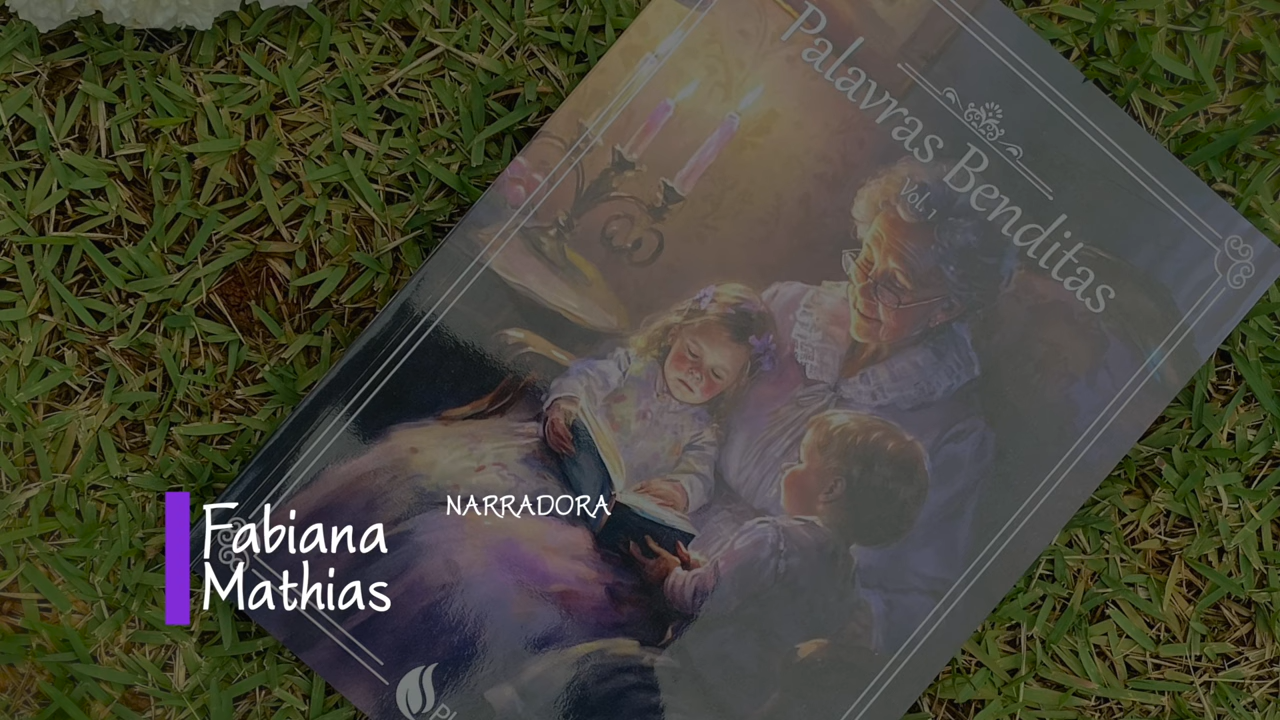 Palavras Benditas
Vol. 1
NARRADORA
Fabiana
Mathias